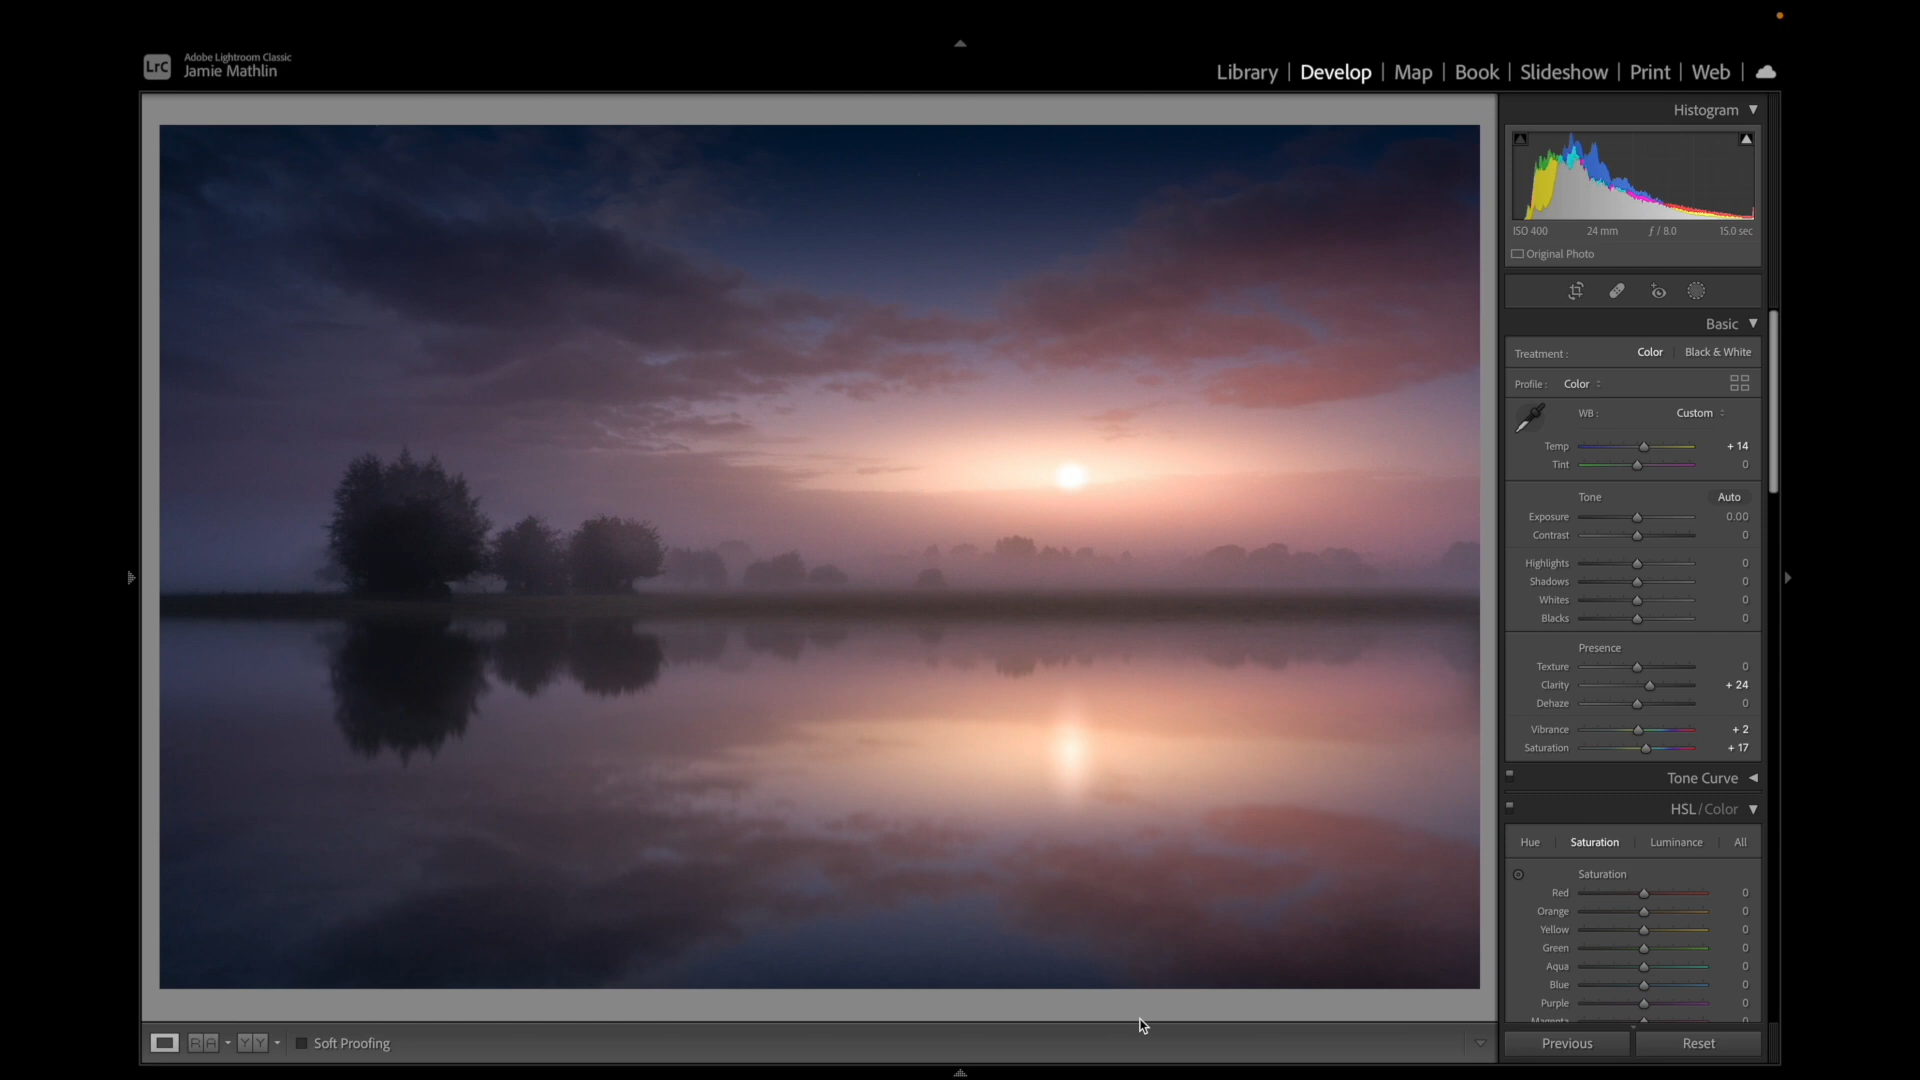 LrC
Adobe Lightroom Classic
Jamie Mathlin
Library | Develop | Map | Book | Slideshow | Print | Web
Histogram
ISO 400 24 mm ƒ / 8.0 15.0 sec
Original Photo
Basic
Treatment : Color Black & White
Profile : Color
WB : Custom
Temp + 14
Tint 0
Tone Auto
Exposure 0.00
Contrast 0
Highlights 0
Shadows 0
Whites 0
Blacks 0
Presence
Texture 0
Clarity + 24
Dehaze 0
Vibrance + 2
Saturation + 17
Tone Curve
HSL / Color
Hue Saturation Luminance All
Saturation
Red 0
Orange 0
Yellow 0
Green 0
Aqua 0
Blue 0
Purple 0
Magenta
R A Y Y Soft Proofing
Previous Reset